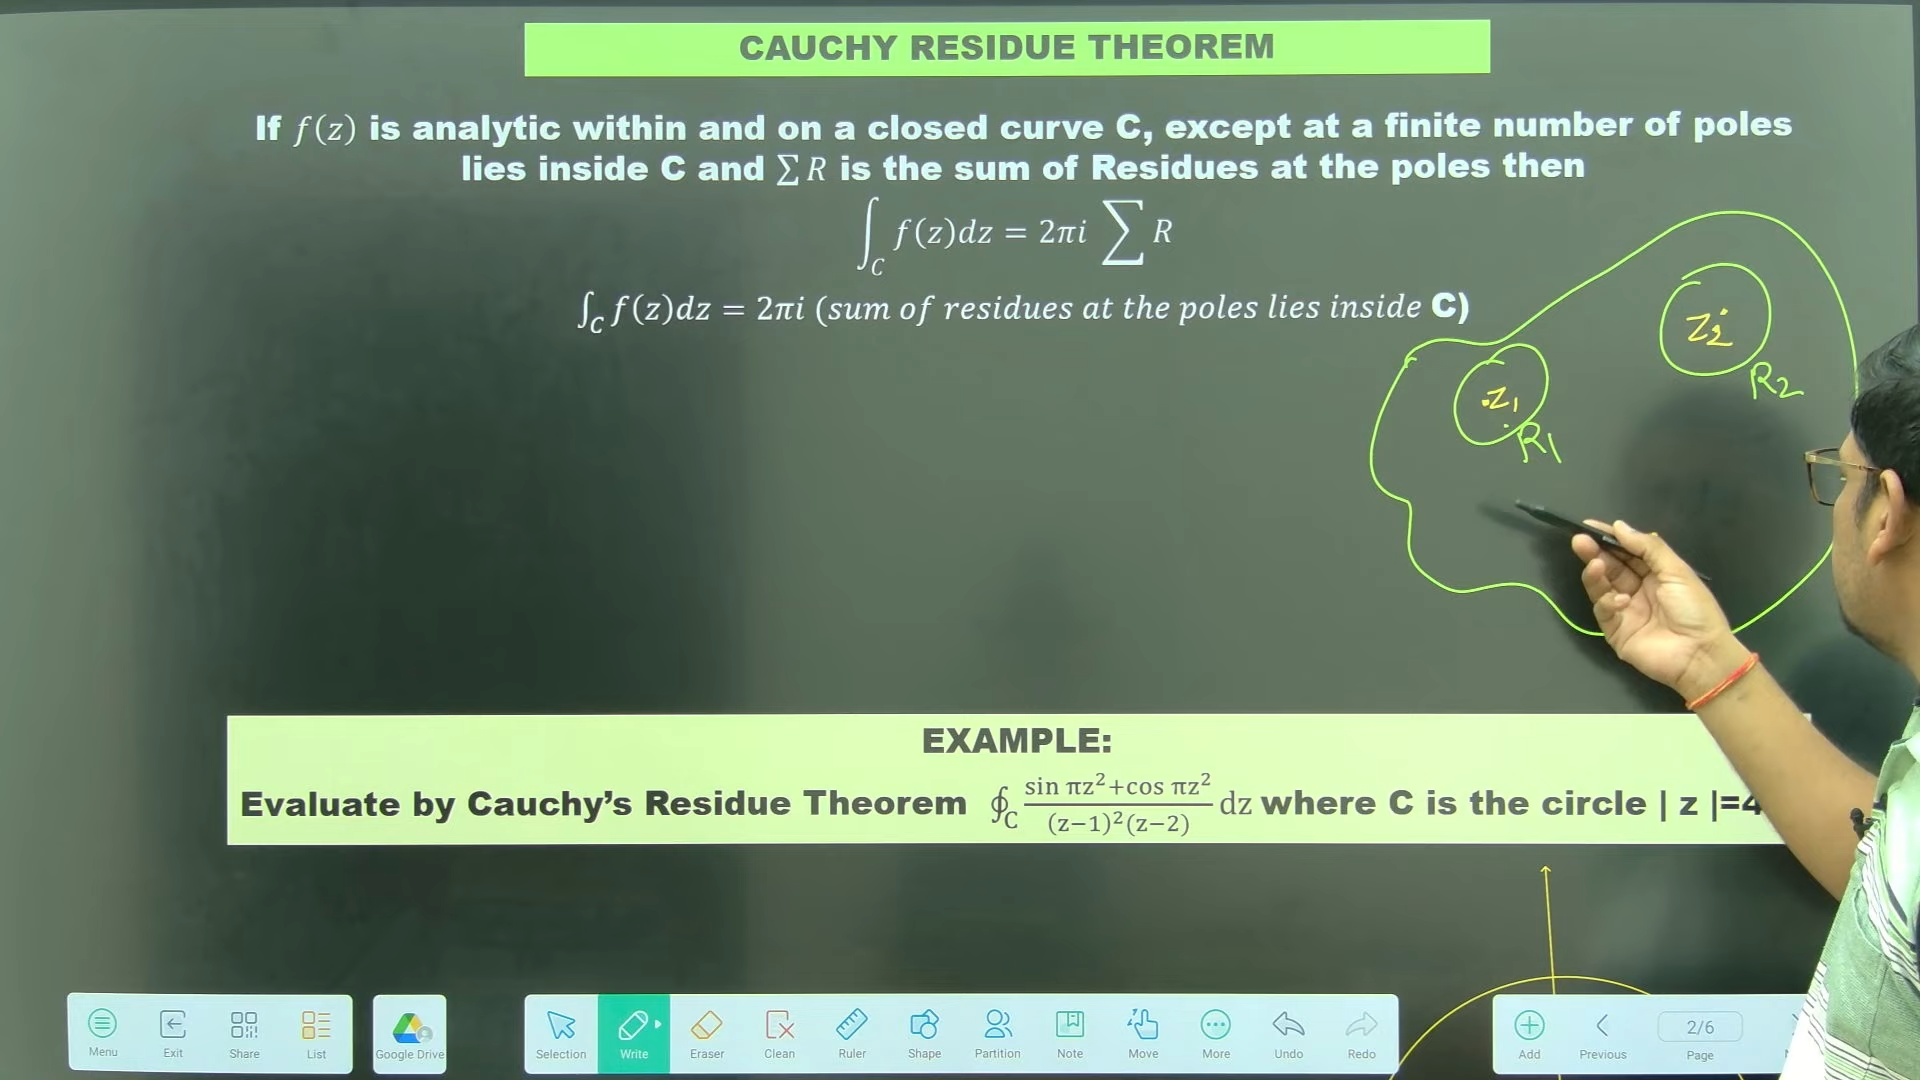 CAUCHY RESIDUE THEOREM
If f(z) is analytic within and on a closed curve C, except at a finite number of poles
lies inside C and ∑ R is the sum of Residues at the poles then
∫_C f(z)dz = 2πi ∑ R
∫_C f(z)dz = 2πi (sum of residues at the poles lies inside C)
Z2
R2
Z1
R1
EXAMPLE:
Evaluate by Cauchy's Residue Theorem ∮_C (sin πz²+cos πz²)/((z−1)²(z−2)) dz where C is the circle | z |=4
Menu Exit Share List Google Drive Selection Write Eraser Clean Ruler Shape Partition Note Move More Undo Redo Add Previous 2/6 Page